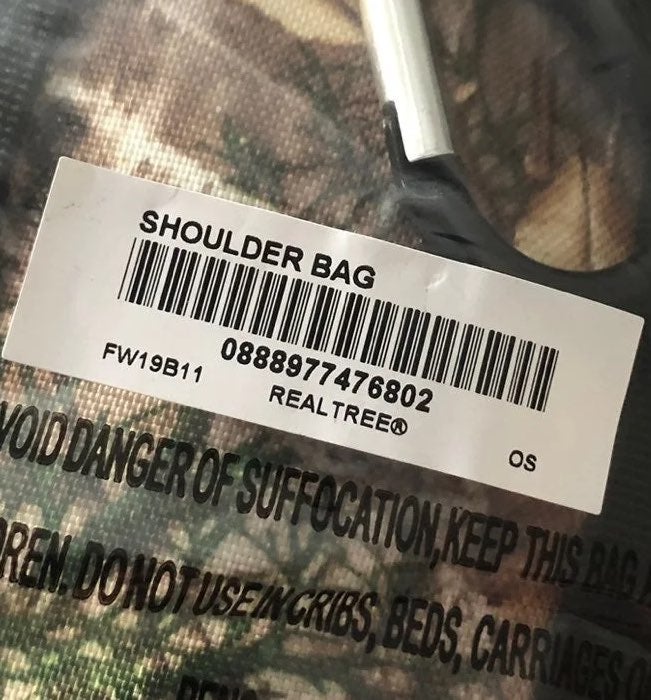 SHOULDER BAG
0888977476802
FW19B11
REALTREE®
OS
VOID DANGER OF SUFFOCATION, KEEP THIS BAG
DREN. DO NOT USE IN CRIBS, BEDS, CARRIAGES O